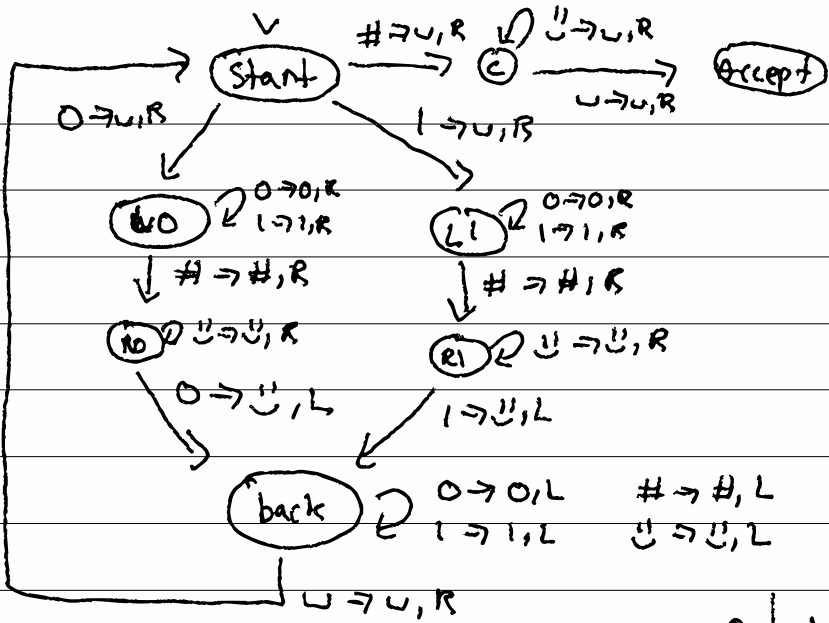 # → ⊔, R
ü → ⊔, R
start
c
Accept
⊔ → ⊔, R
0 → ⊔, R
1 → ⊔, R
0 → 0, R
1 → 1, R
L1
0 → 0, R
1 → 1, R
# → #, R
# → #, R
R0
ü → ü, R
R1
ü → ü, R
0 → ü, L
1 → ü, L
back
0 → 0, L
# → #, L
1 → 1, L
ü → ü, L
⊔ → ⊔, R